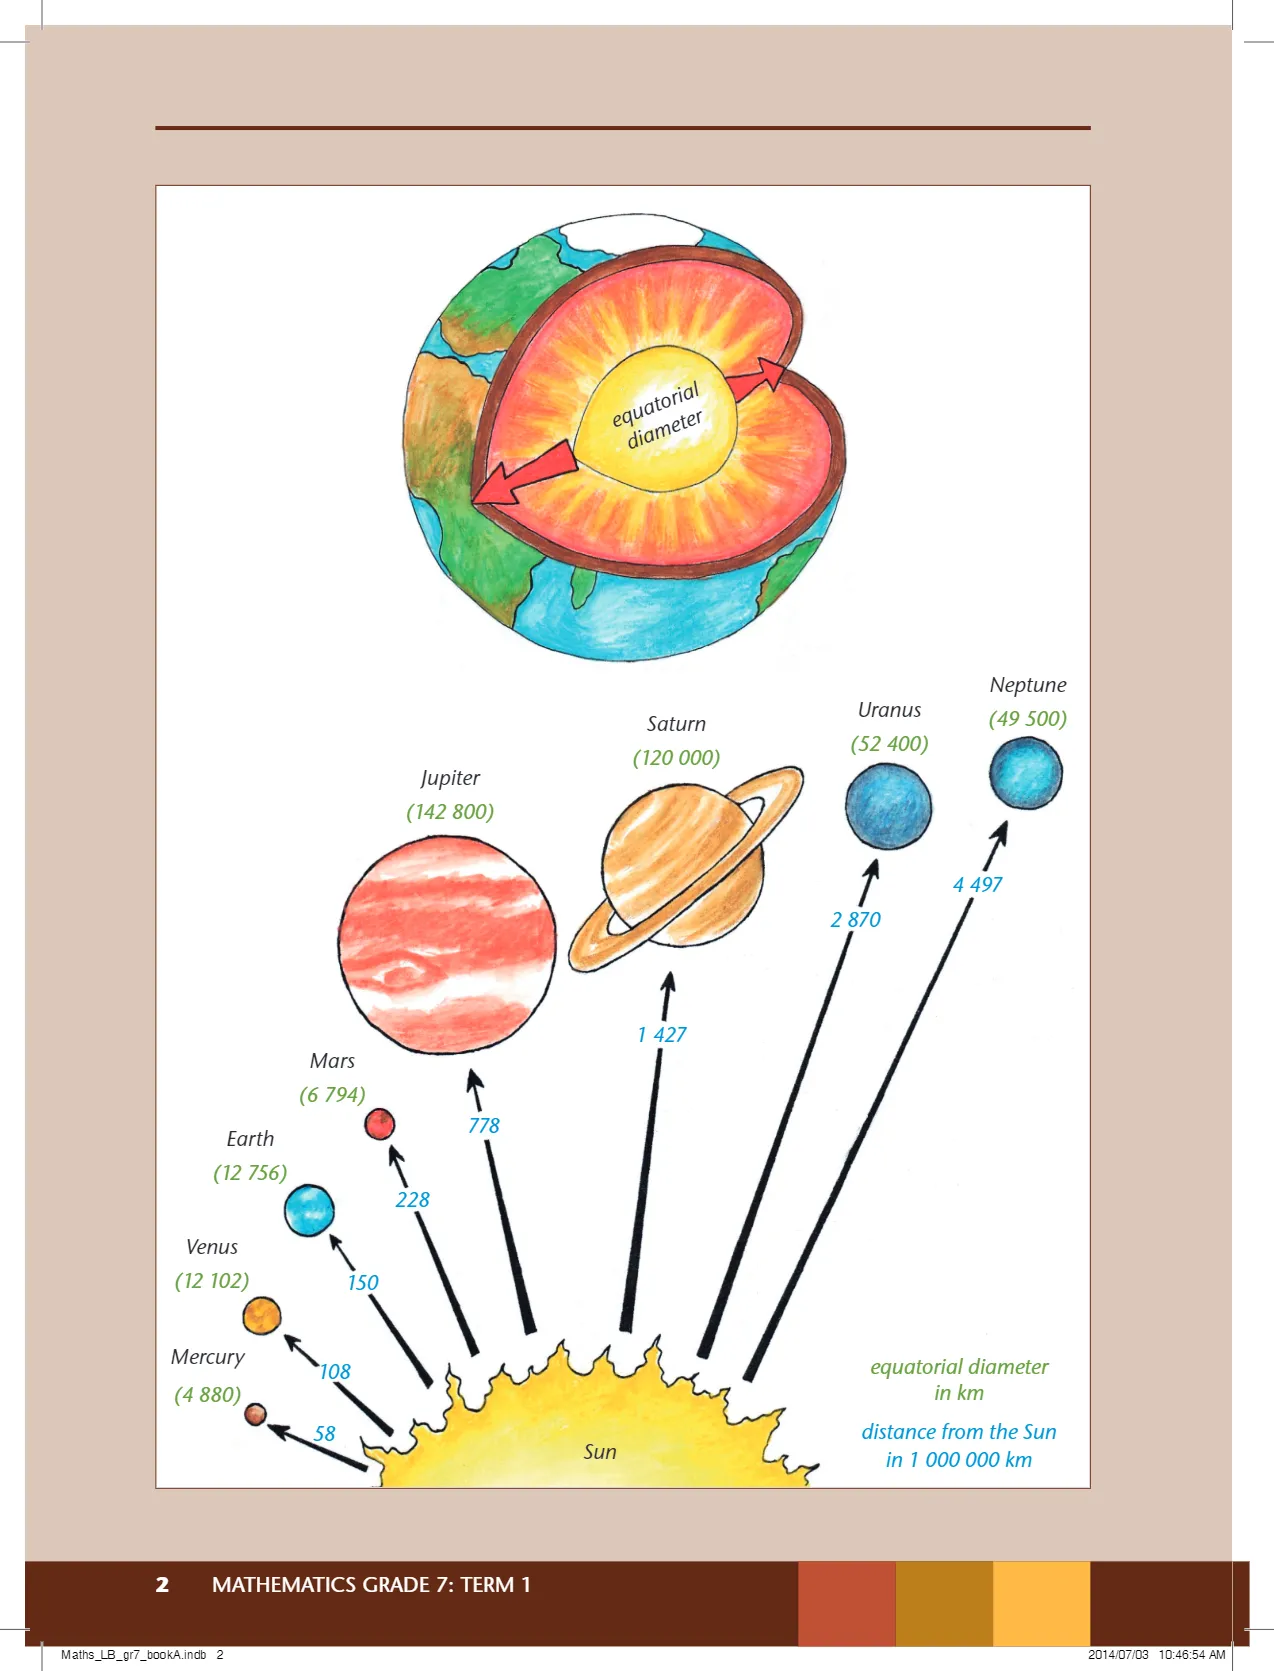 equatorial
diameter
Neptune
(49 500)
Uranus
(52 400)
Saturn
(120 000)
Jupiter
(142 800)
4 497
2 870
1 427
Mars
(6 794)
778
Earth
(12 756)
228
Venus
(12 102)
150
Mercury
(4 880)
108
58
Sun
equatorial diameter
in km
distance from the Sun
in 1 000 000 km
2 MATHEMATICS GRADE 7: TERM 1
Maths_LB_gr7_bookA.indb 2
2014/07/03 10:46:54 AM